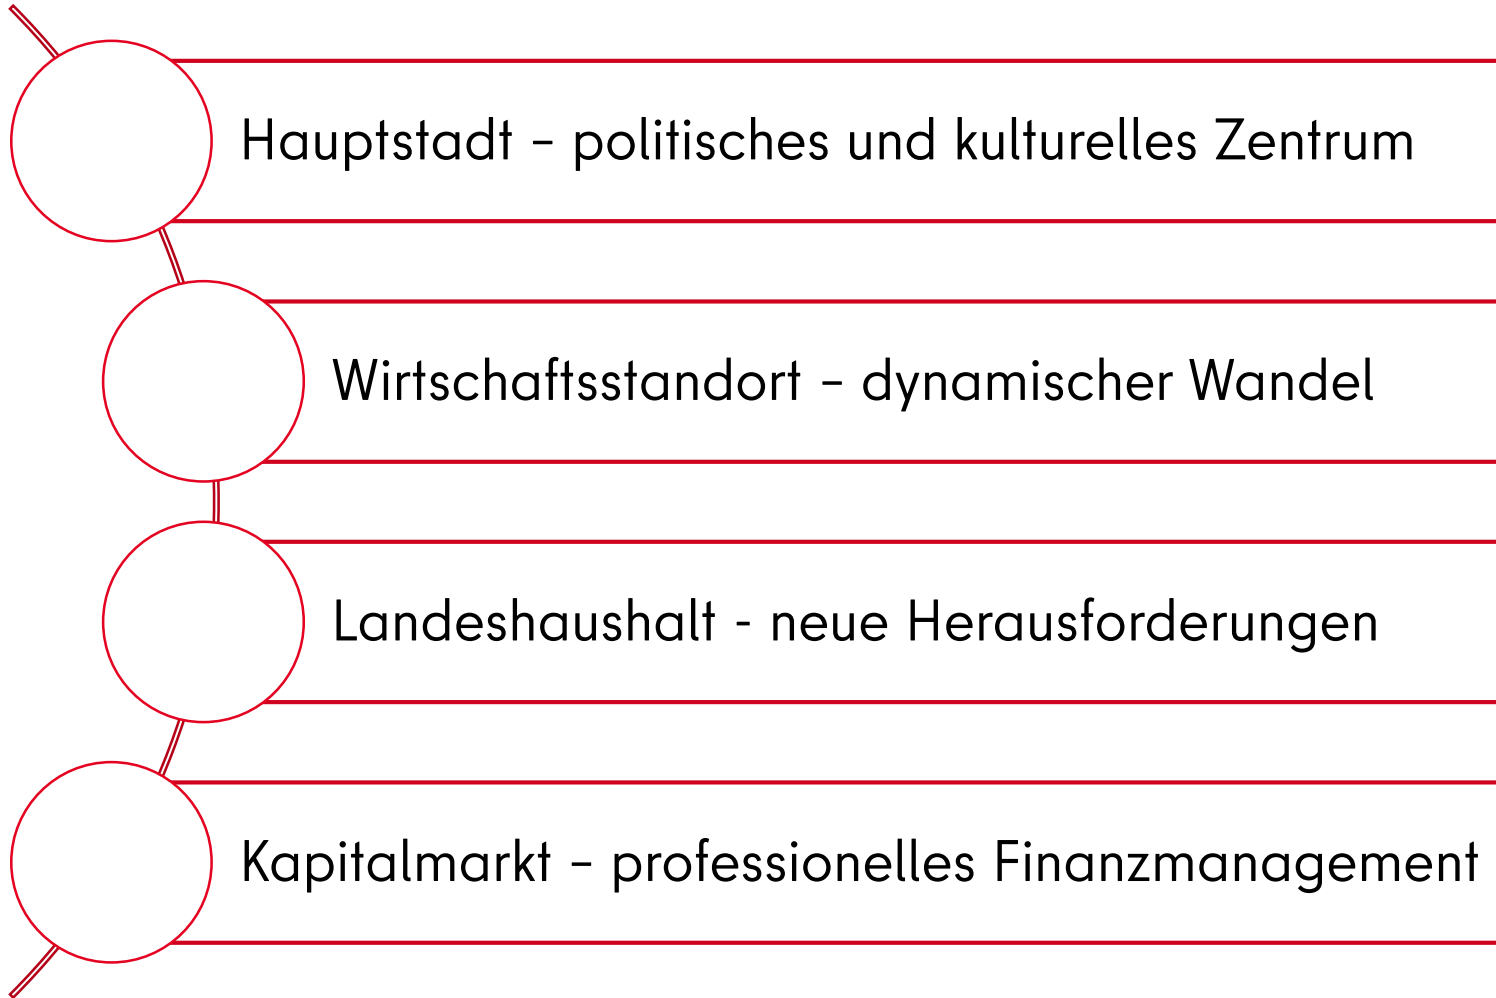 Hauptstadt – politisches und kulturelles Zentrum
Wirtschaftsstandort – dynamischer Wandel
Landeshaushalt - neue Herausforderungen
Kapitalmarkt – professionelles Finanzmanagement